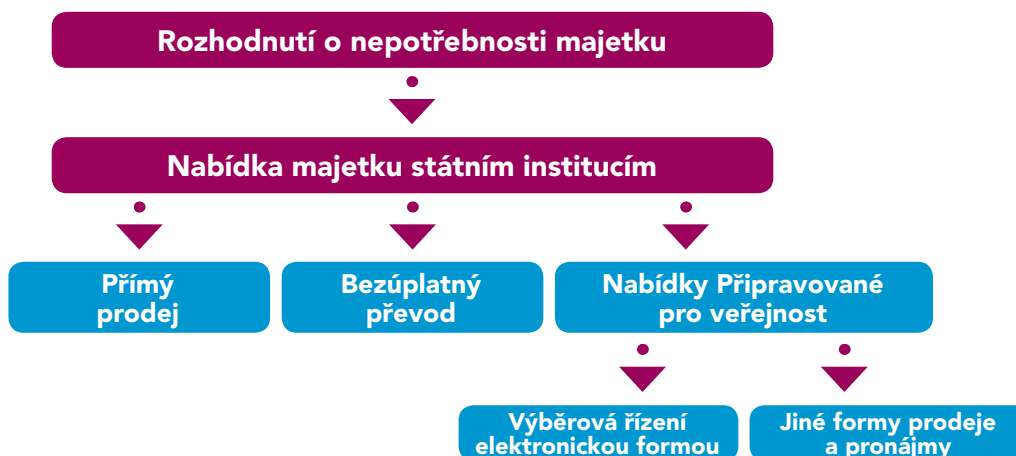 Rozhodnutí o nepotřebnosti majetku
Nabídka majetku státním institucím
Přímý
prodej
Bezúplatný
převod
Nabídky Připravované
pro veřejnost
Výběrová řízení
elektronickou formou
Jiné formy prodeje
a pronájmy